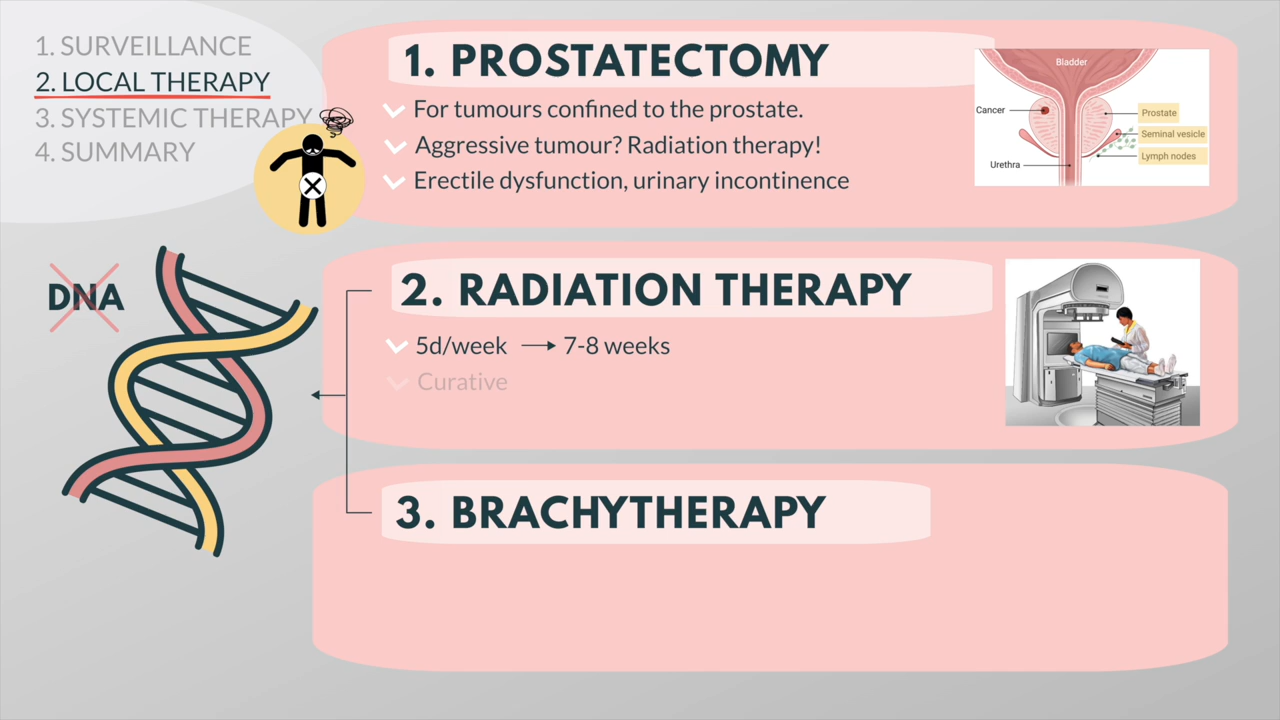 1. SURVEILLANCE
2. LOCAL THERAPY
3. SYSTEMIC THERAPY
4. SUMMARY
1. PROSTATECTOMY
For tumours confined to the prostate.
Aggressive tumour? Radiation therapy!
Erectile dysfunction, urinary incontinence
Bladder
Cancer
Prostate
Seminal vesicle
Lymph nodes
Urethra
DNA
2. RADIATION THERAPY
5d/week → 7-8 weeks
Curative
3. BRACHYTHERAPY